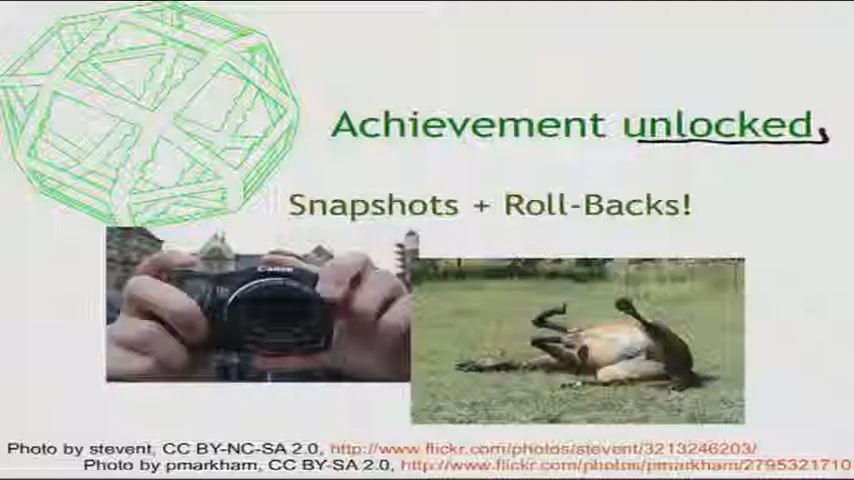 Achievement unlocked
Snapshots + Roll-Backs!
Canon
Photo by stevent, CC BY-NC-SA 2.0, http://www.flickr.com/photos/stevent/3213246203/
Photo by pmarkham, CC BY-SA 2.0, http://www.flickr.com/photos/pmarkham/2795321710